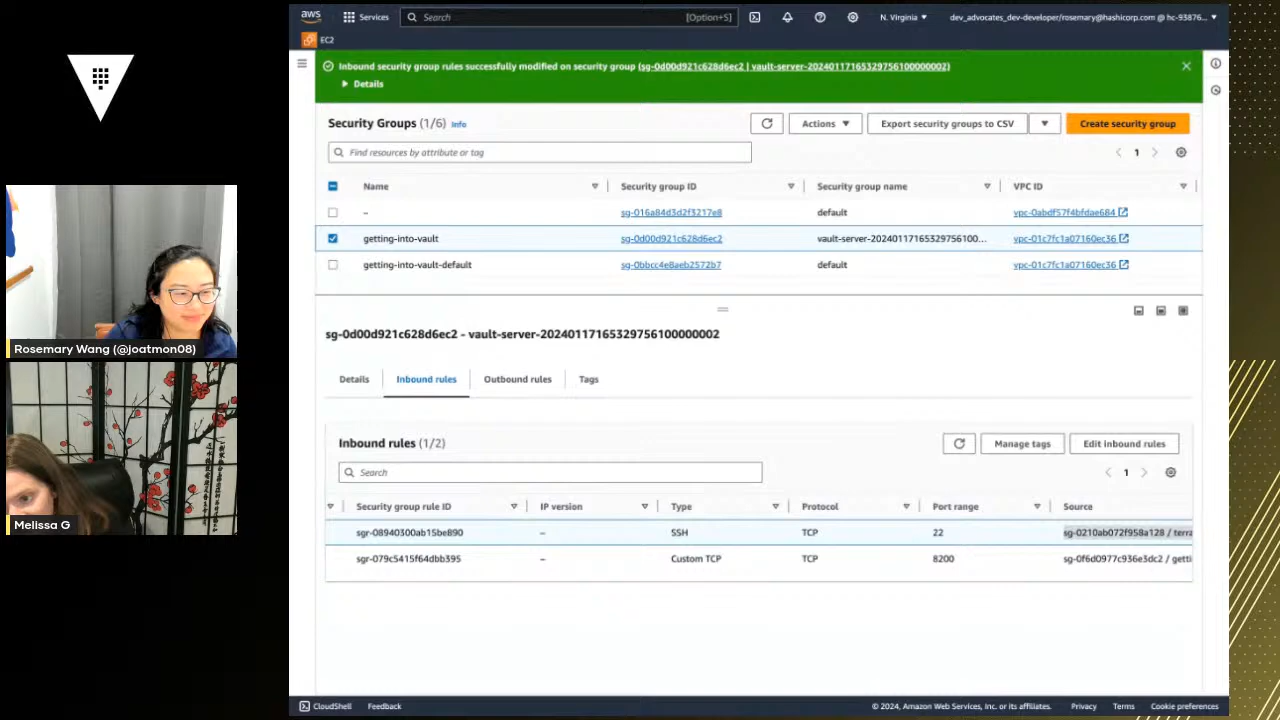 aws
Services
Search
[Option+S]
N. Virginia
dev_advocates_dev-developer/rosemary@hashicorp.com @ hc-93876...
EC2
Inbound security group rules successfully modified on security group (sg-0d00d921c628d6ec2 | vault-server-20240117165329756100000002)
Details
Security Groups (1/6) Info
Actions
Export security groups to CSV
Create security group
Find resources by attribute or tag
1
Name
Security group ID
Security group name
VPC ID
–
sg-016a84d3d2f3217e8
default
vpc-0abdf57f4bfdae684
getting-into-vault
sg-0d00d921c628d6ec2
vault-server-20240117165329756100...
vpc-01c7fc1a07160ec36
getting-into-vault-default
sg-0bbcc4e8aeb2572b7
default
vpc-01c7fc1a07160ec36
sg-0d00d921c628d6ec2 - vault-server-20240117165329756100000002
Details
Inbound rules
Outbound rules
Tags
Inbound rules (1/2)
Manage tags
Edit inbound rules
Search
1
Security group rule ID
IP version
Type
Protocol
Port range
Source
sgr-08940300ab15be890
–
SSH
TCP
22
sg-0210ab072f958a128 / terra
sgr-079c5415f64dbb395
–
Custom TCP
TCP
8200
sg-0f6d0977c936e3dc2 / getti
CloudShell
Feedback
© 2024, Amazon Web Services, Inc. or its affiliates.
Privacy
Terms
Cookie preferences
Rosemary Wang (@joatmon08)
Melissa G